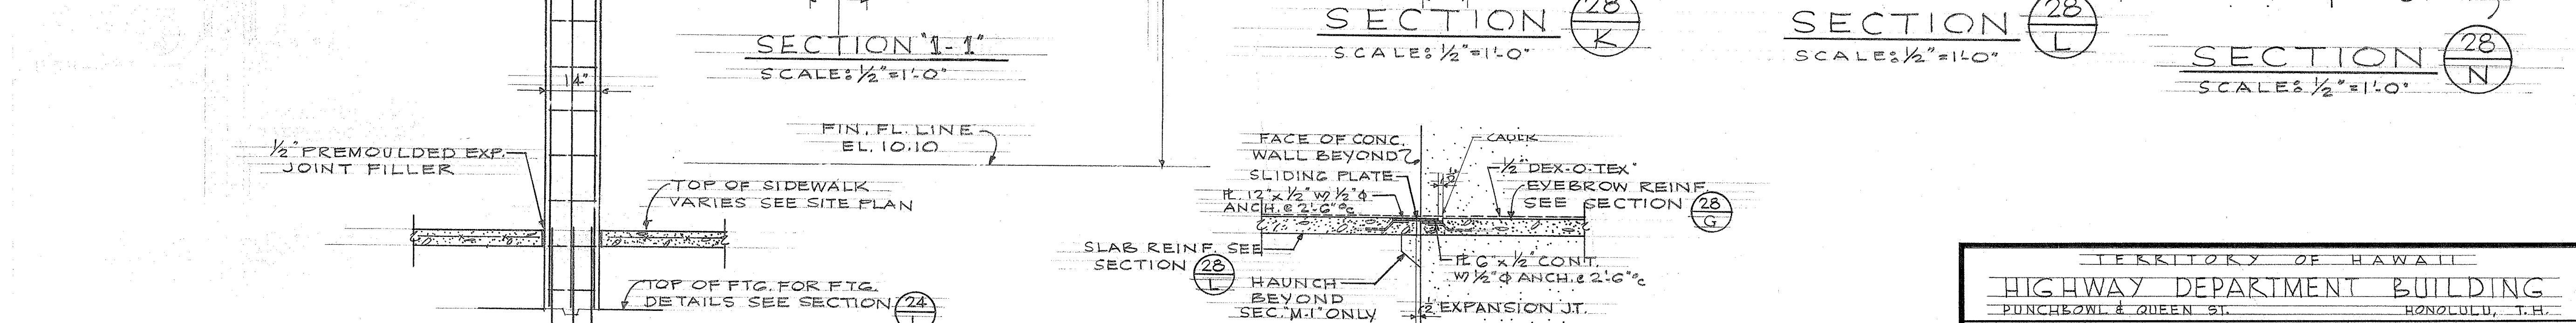 SECTION "1-1"
SCALE: 1/2"=1'-0"
SECTION 28 K
SCALE: 1/2"=1'-0"
SECTION 28 L
SCALE: 1/2"=1'-0"
SECTION 28 N
SCALE: 1/2"=1'-0"
14"
1/2" PREMOULDED EXP.
JOINT FILLER
FIN. FL. LINE
EL. 10.10
TOP OF SIDEWALK
VARIES SEE SITE PLAN
TOP OF FTG. FOR FTG.
DETAILS SEE SECTION 24
FACE OF CONC.
WALL BEYOND
SLIDING PLATE
PL 12" x 1/2" W/ 1/2" φ
ANCH. @ 2'-6" oc
CAULK
1/2" "DEX-O-TEX"
EYEBROW REINF.
SEE SECTION 28 G
SLAB REINF. SEE
SECTION 28 L
HAUNCH
BEYOND
SEC. "M-1" ONLY
PL 6" x 1/2" CONT.
W/ 1/2" φ ANCH. @ 2'-6" oc
1/2" EXPANSION JT.
TERRITORY OF HAWAII
HIGHWAY DEPARTMENT BUILDING
PUNCHBOWL & QUEEN ST. HONOLULU, T.H.